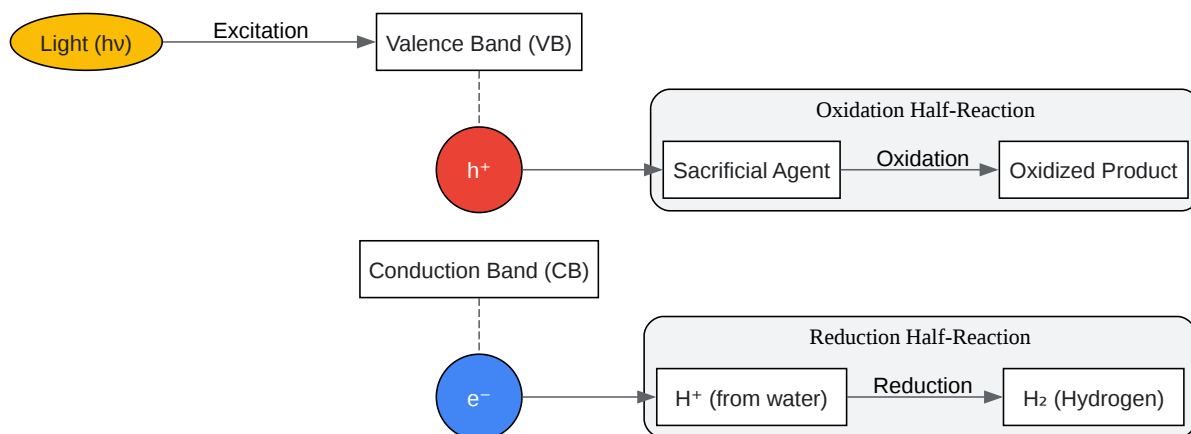 Light (hν)
Excitation
Valence Band (VB)
Oxidation Half-Reaction
h⁺
Sacrificial Agent
Oxidation
Oxidized Product
Conduction Band (CB)
Reduction Half-Reaction
e⁻
H⁺ (from water)
Reduction
H₂ (Hydrogen)